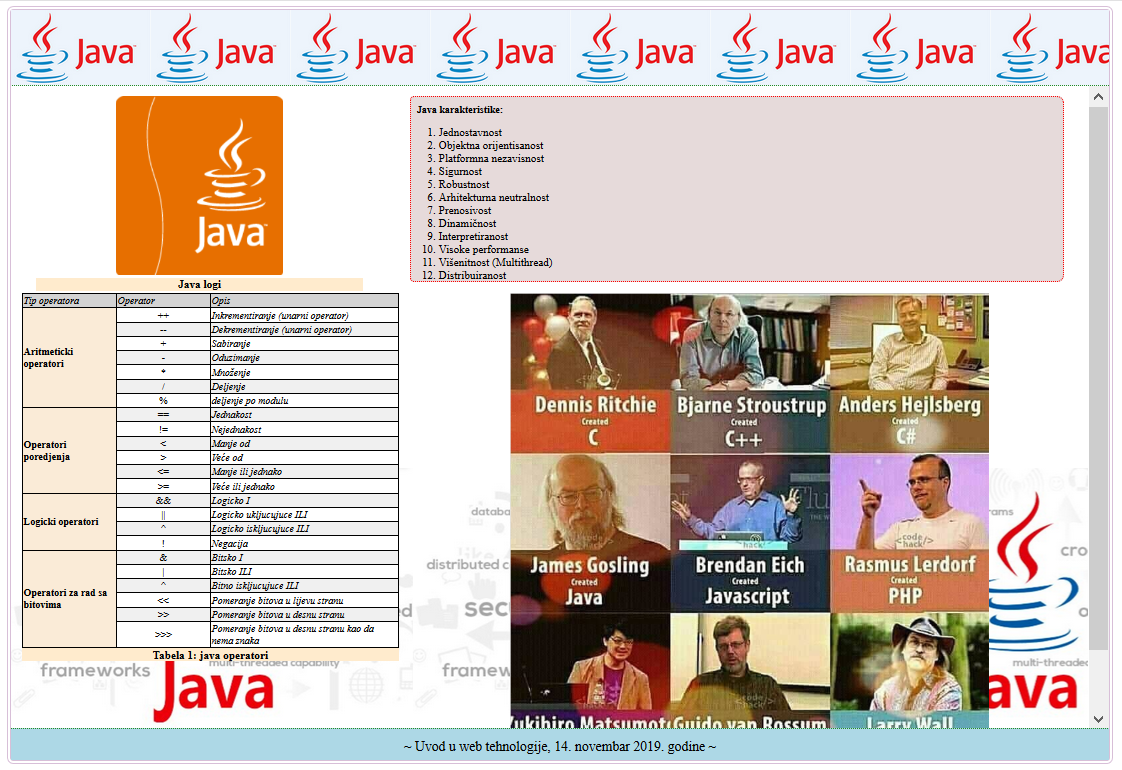 Java Java Java Java Java Java Java Java
Java
Java logi
Tip operatora Operator Opis
Aritmeticki operatori
++ Inkrementiranje (unarni operator)
-- Dekrementiranje (unarni operator)
+ Sabiranje
- Oduzimanje
* Množenje
/ Deljenje
% deljenje po modulu
Operatori poredjenja
== Jednakost
!= Nejednakost
< Manje od
> Veće od
<= Manje ili jednako
>= Veće ili jednako
Logicki operatori
&& Logicko I
|| Logicko ukljucujuce ILI
^ Logicko iskljucujuce ILI
! Negacija
Operatori za rad sa bitovima
& Bitsko I
| Bitsko ILI
^ Bitno iskljucujuce ILI
<< Pomeranje bitova u lijevu stranu
>> Pomeranje bitova u desnu stranu
>>> Pomeranje bitova u desnu stranu kao da
nema znaka
Tabela 1: java operatori
Java karakteristike:
1. Jednostavnost
2. Objektna orijentisanost
3. Platformna nezavisnost
4. Sigurnost
5. Robustnost
6. Arhitekturna neutralnost
7. Prenosivost
8. Dinamičnost
9. Interpretiranost
10. Visoke performanse
11. Višenitnost (Multithread)
12. Distribuiranost
Dennis Ritchie
Created
C
Bjarne Stroustrup
Created
C++
Anders Hejlsberg
Created
C#
James Gosling
Created
Java
Brendan Eich
Created
Javascript
Rasmus Lerdorf
Created
PHP
Yukihiro Matsumoto
Guido van Rossum
Larry Wall
distributed c
frameworks
multi-threaded capability
Java
~ Uvod u web tehnologije, 14. novembar 2019. godine ~